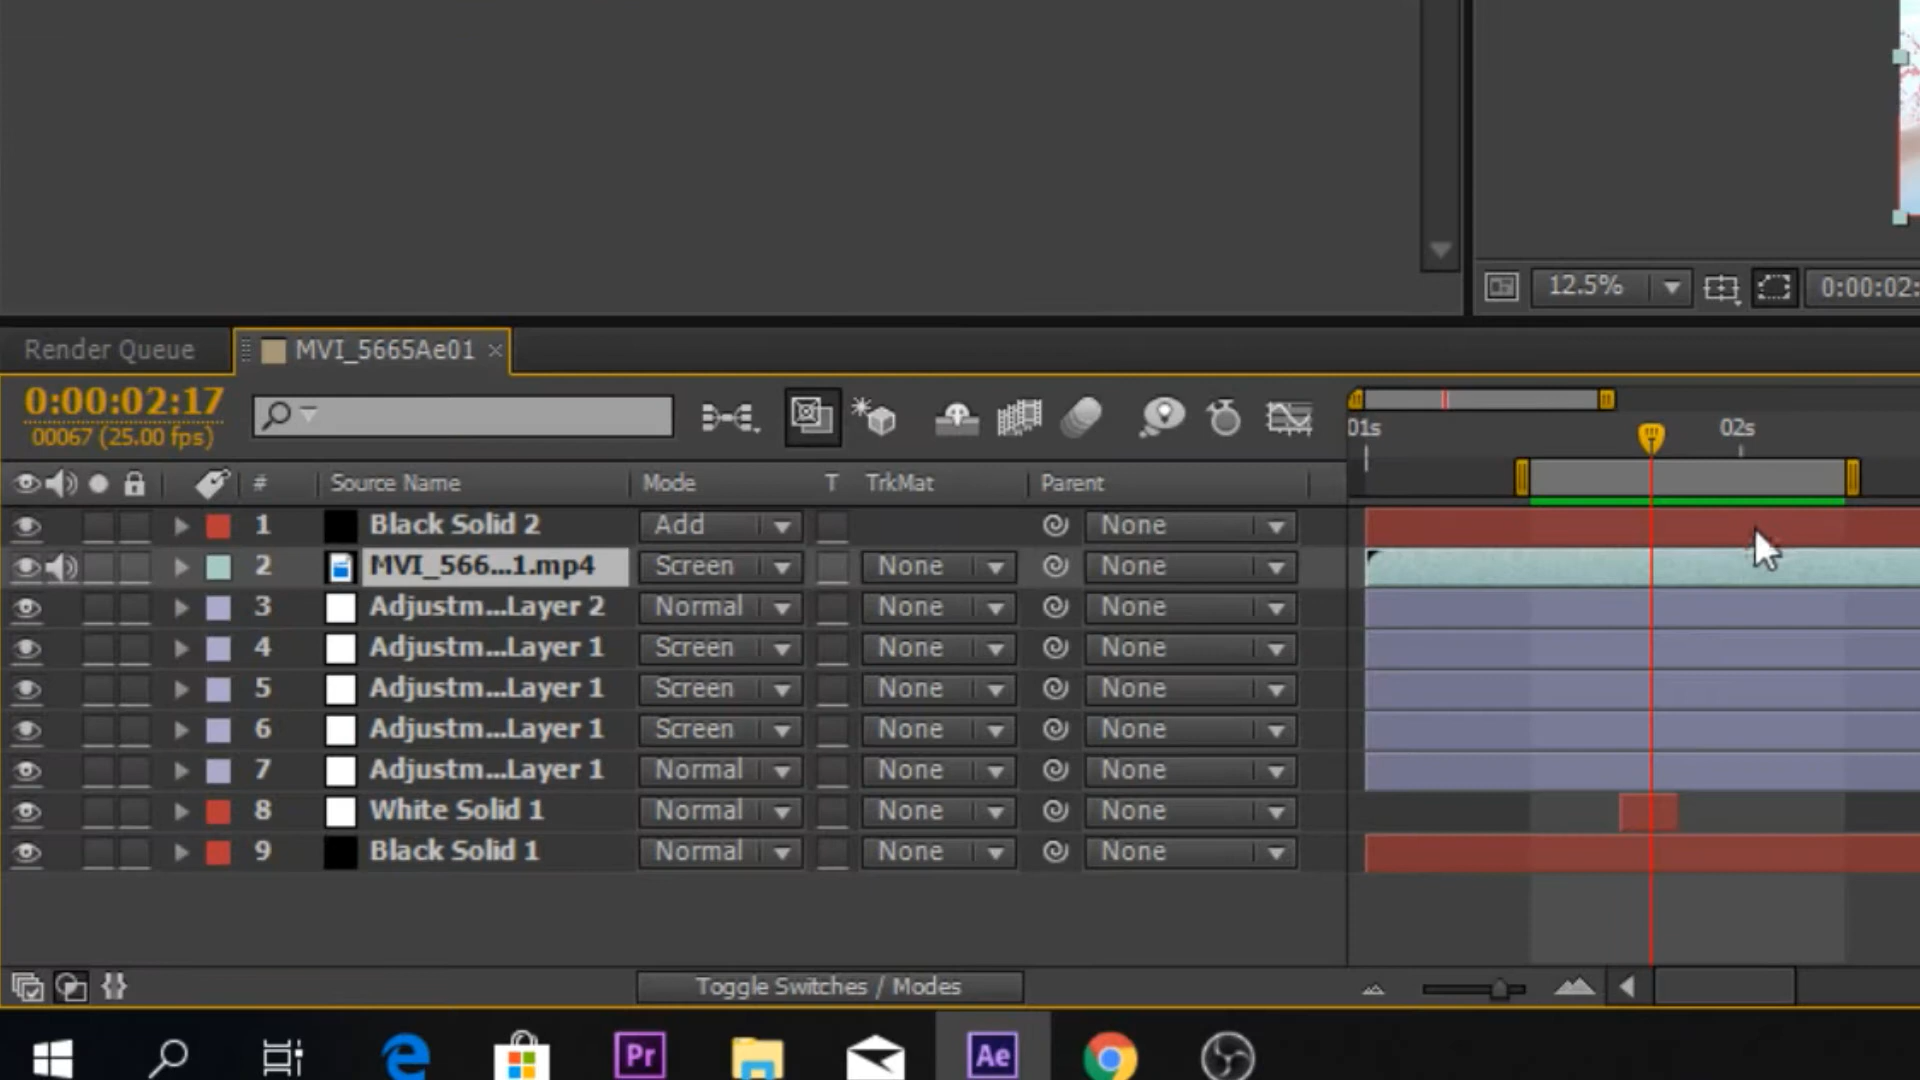 12.5%
0:00:02:
Render Queue
MVI_5665Ae01
0:00:02:17
00067 (25.00 fps)
01s 02s
# Source Name Mode T TrkMat Parent
1 Black Solid 2 Add None
2 MVI_566...1.mp4 Screen None None
3 Adjustm...Layer 2 Normal None None
4 Adjustm...Layer 1 Screen None None
5 Adjustm...Layer 1 Screen None None
6 Adjustm...Layer 1 Screen None None
7 Adjustm...Layer 1 Normal None None
8 White Solid 1 Normal None None
9 Black Solid 1 Normal None None
Toggle Switches / Modes
Pr Ae